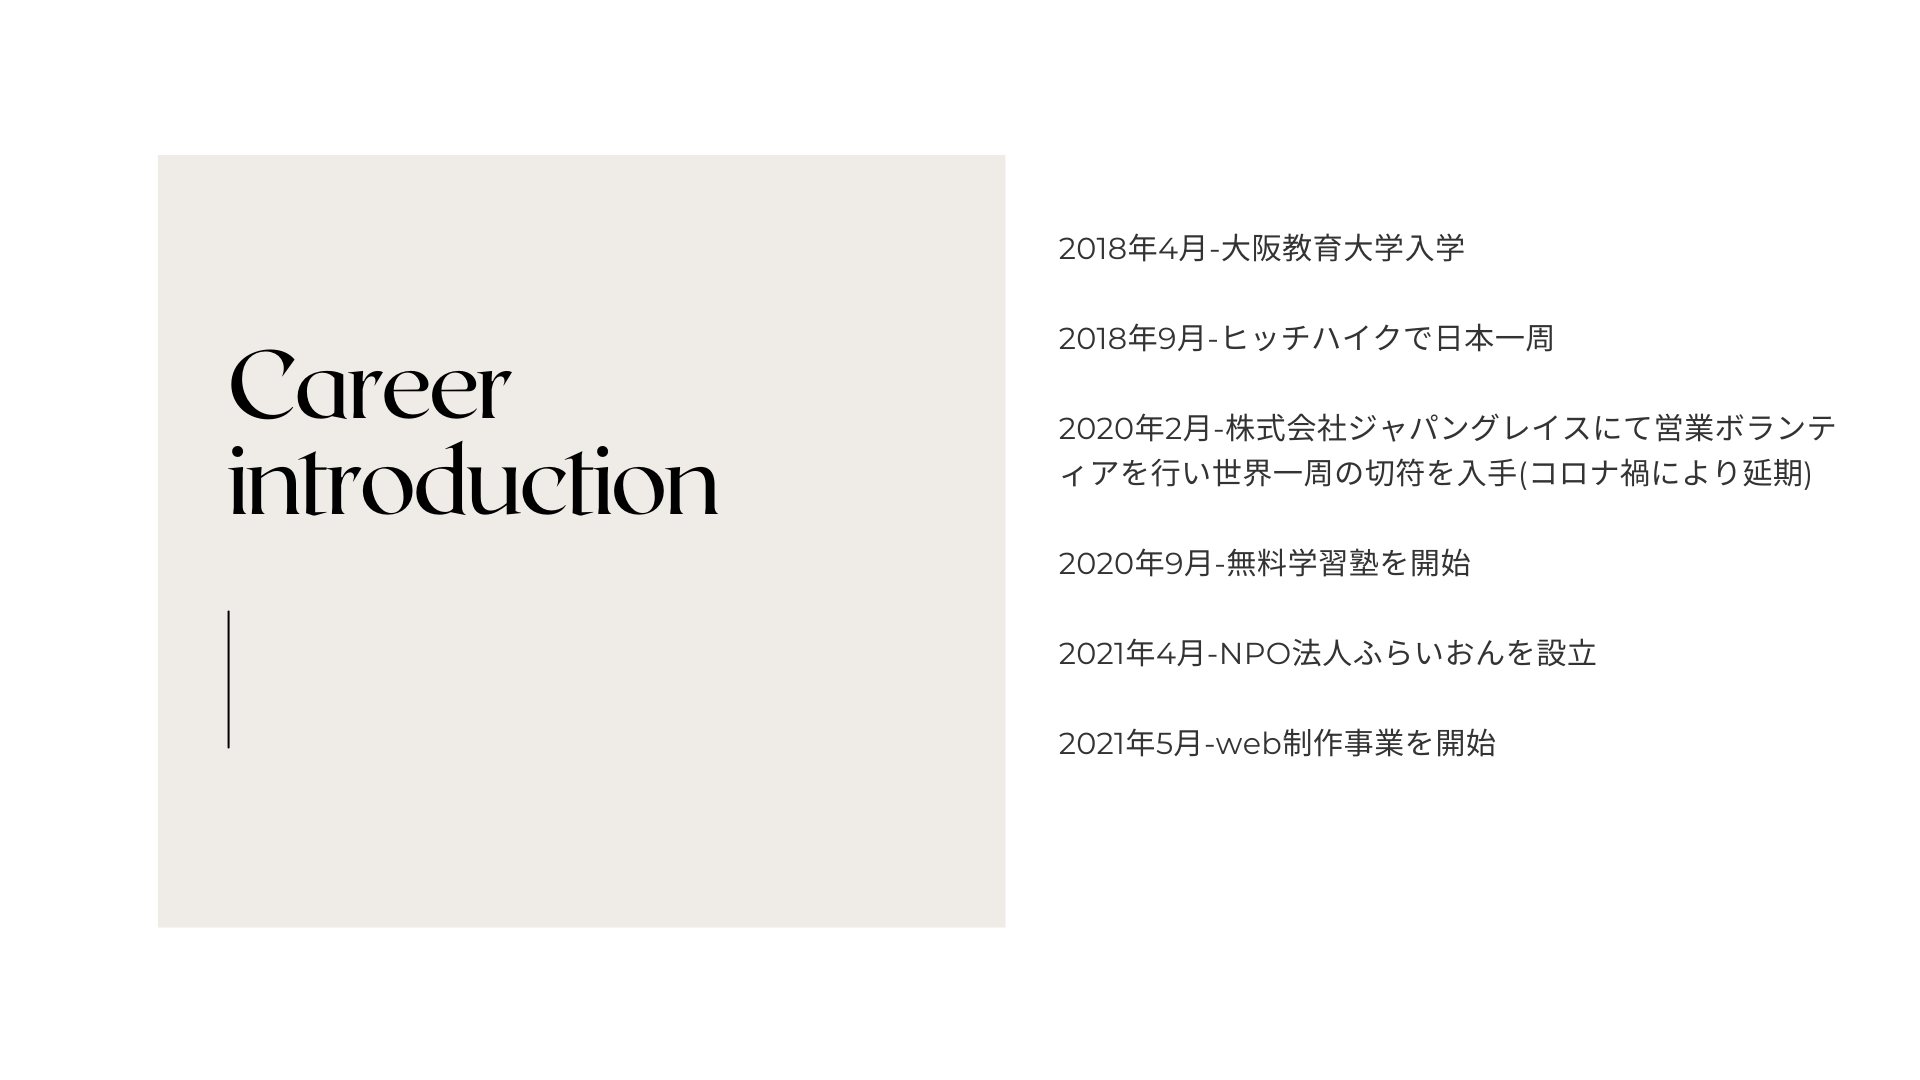 Career
introduction
2018年4月-大阪教育大学入学
2018年9月-ヒッチハイクで日本一周
2020年2月-株式会社ジャパングレイスにて営業ボランテ
ィアを行い世界一周の切符を入手(コロナ禍により延期)
2020年9月-無料学習塾を開始
2021年4月-NPO法人ふらいおんを設立
2021年5月-web制作事業を開始